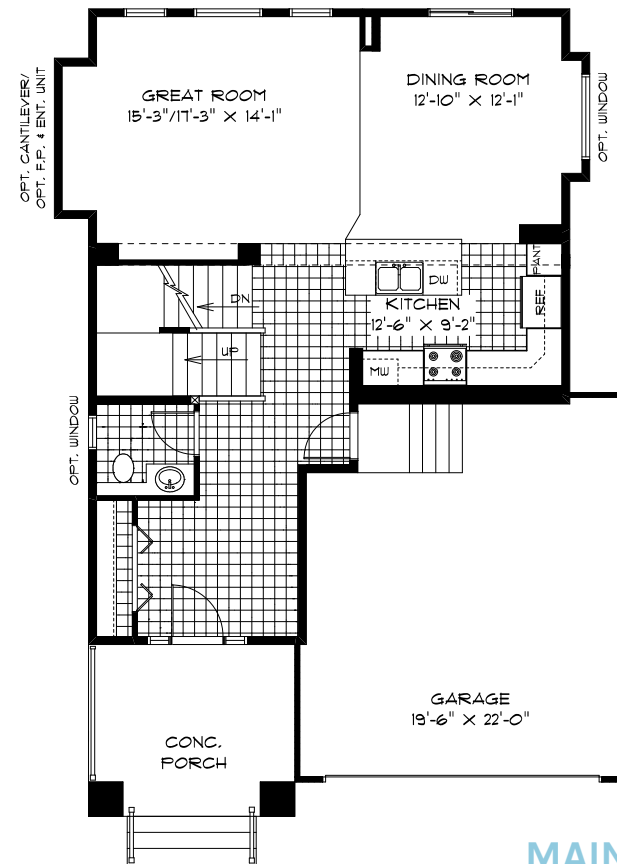 OPT. CANTILEVER/
OPT. F.P. & ENT. UNIT
GREAT ROOM
15'-3"/17'-3" X 14'-1"
DINING ROOM
12'-10" X 12'-1"
OPT. WINDOW
DN
UP
DW
PANT
REF.
KITCHEN
12'-6" X 9'-2"
MW
OPT. WINDOW
GARAGE
19'-6" X 22'-0"
CONC.
PORCH
MAIN